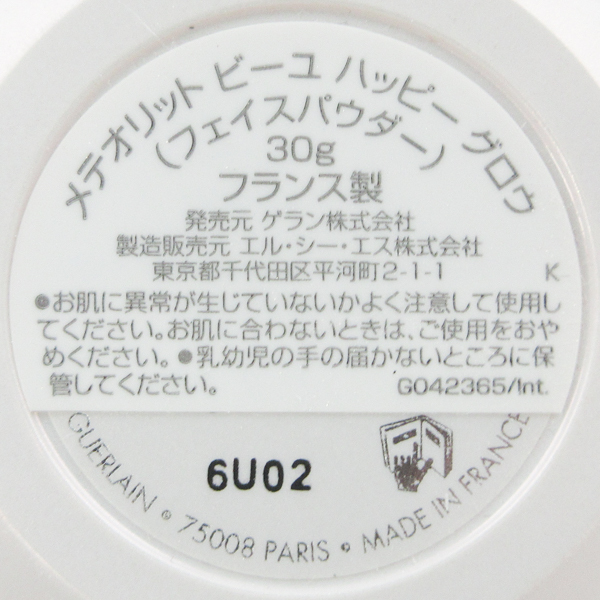 メテオリット ビーユ ハッピー グロウ
(フェイスパウダー)
30g
フランス製
発売元 ゲラン株式会社
製造販売元 エル・シー・エス株式会社
東京都千代田区平河町2-1-1
K
●お肌に異常が生じていないかよく注意して使用し
てください。お肌に合わないときは、ご使用をおや
めください。●乳幼児の手の届かないところに保
管してください。
GO42365/Int.
6U02
GUERLAIN • 75008 PARIS • MADE IN FRANCE